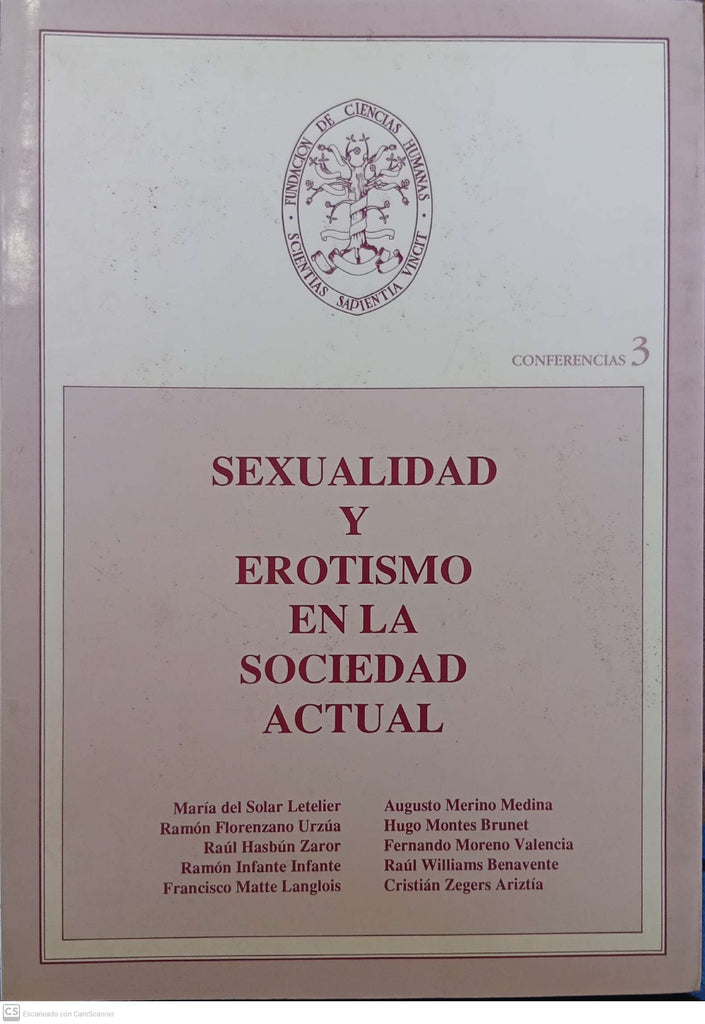 FUNDACION DE CIENCIAS HUMANAS
SCIENTIAS SAPIENTIA VINCIT
CONFERENCIAS 3
SEXUALIDAD
Y
EROTISMO
EN LA
SOCIEDAD
ACTUAL
María del Solar Letelier
Ramón Florenzano Urzúa
Raúl Hasbún Zaror
Ramón Infante Infante
Francisco Matte Langlois
Augusto Merino Medina
Hugo Montes Brunet
Fernando Moreno Valencia
Raúl Williams Benavente
Cristián Zegers Ariztía
CS Escaneado con CamScanner